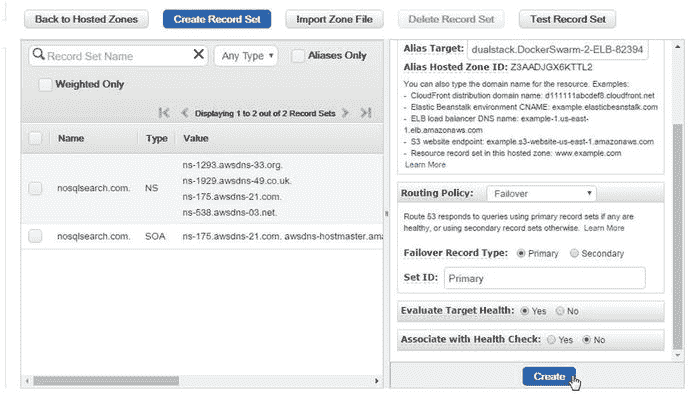 Back to Hosted Zones Create Record Set Import Zone File Delete Record Set Test Record Set
Record Set Name Any Type Aliases Only
Weighted Only
Displaying 1 to 2 out of 2 Record Sets
Name Type Value
nosqlsearch.com. NS
ns-1293.awsdns-33.org.
ns-1929.awsdns-49.co.uk.
ns-175.awsdns-21.com.
ns-538.awsdns-03.net.
nosqlsearch.com. SOA ns-175.awsdns-21.com. awsdns-hostmaster.ama
Alias Target: dualstack.DockerSwarm-2-ELB-82394
Alias Hosted Zone ID: Z3AADJGX6KTTL2
You can also type the domain name for the resource. Examples:
- CloudFront distribution domain name: d111111abcdef8.cloudfront.net
- Elastic Beanstalk environment CNAME: example.elasticbeanstalk.com
- ELB load balancer DNS name: example-1.us-east-
1.elb.amazonaws.com
- S3 website endpoint: example.s3-website-us-east-1.amazonaws.com
- Resource record set in this hosted zone: www.example.com
Learn More
Routing Policy: Failover
Route 53 responds to queries using primary record sets if any are
healthy, or using secondary record sets otherwise. Learn More
Failover Record Type: Primary Secondary
Set ID: Primary
Evaluate Target Health: Yes No
Associate with Health Check: Yes No
Create